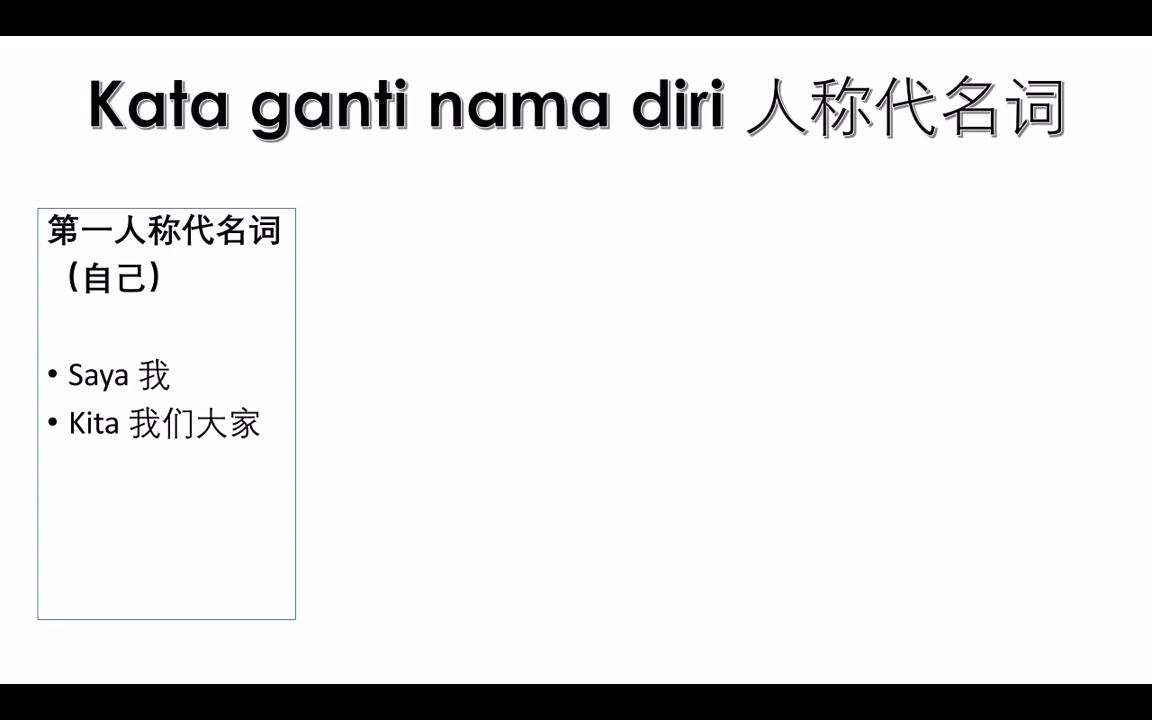 Kata ganti nama diri 人称代名词
第一人称代名词
（自己）
• Saya 我
• Kita 我们大家